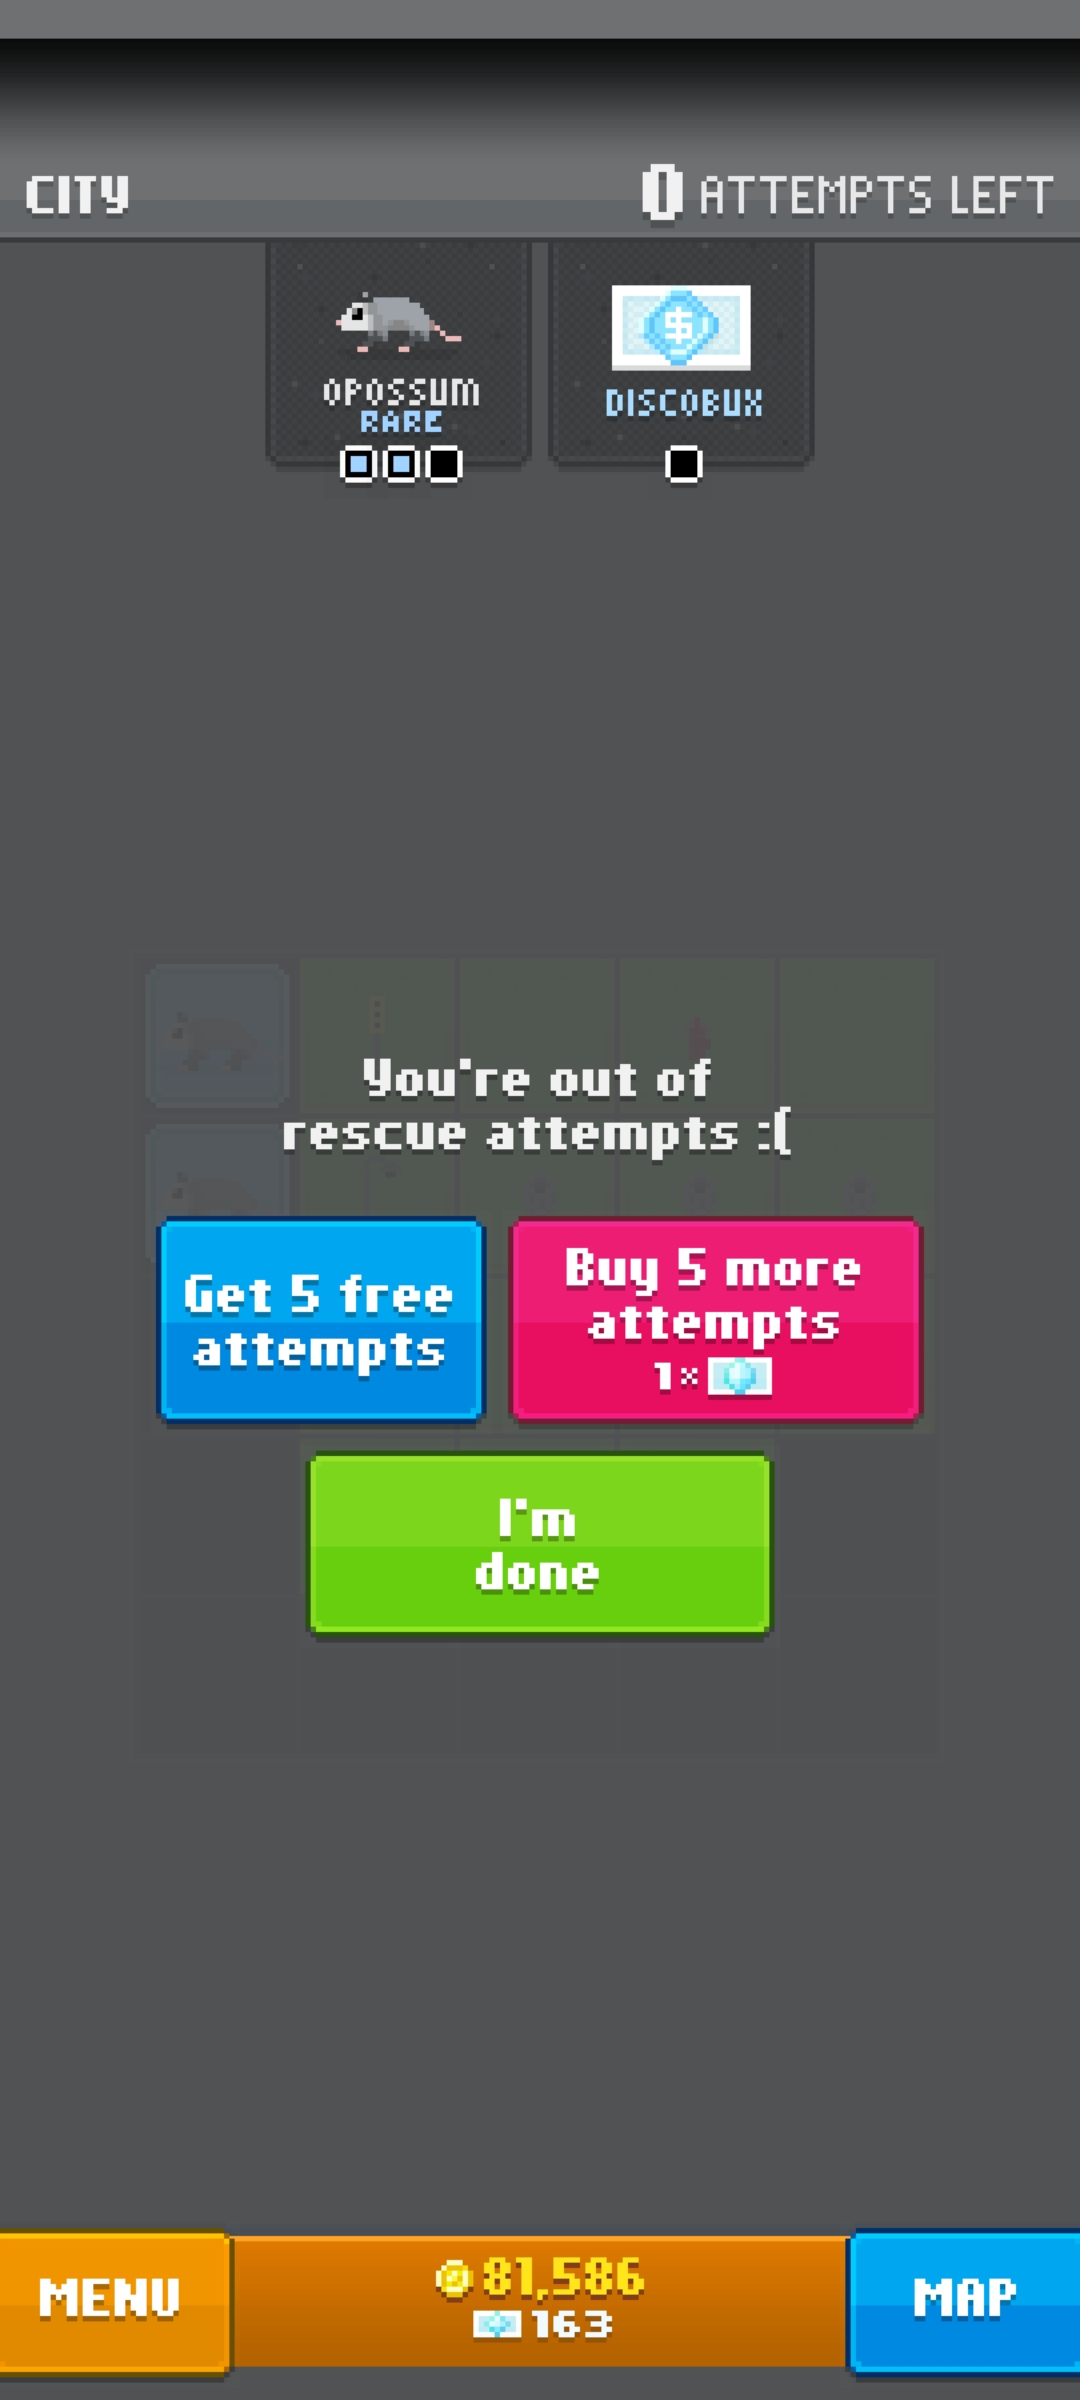 CITY
0 ATTEMPTS LEFT
OPOSSUM
RARE
$
DISCOBUX
You're out of
rescue attempts :(
Get 5 free
attempts
Buy 5 more
attempts
1×
I'm
done
MENU
81,586
163
MAP